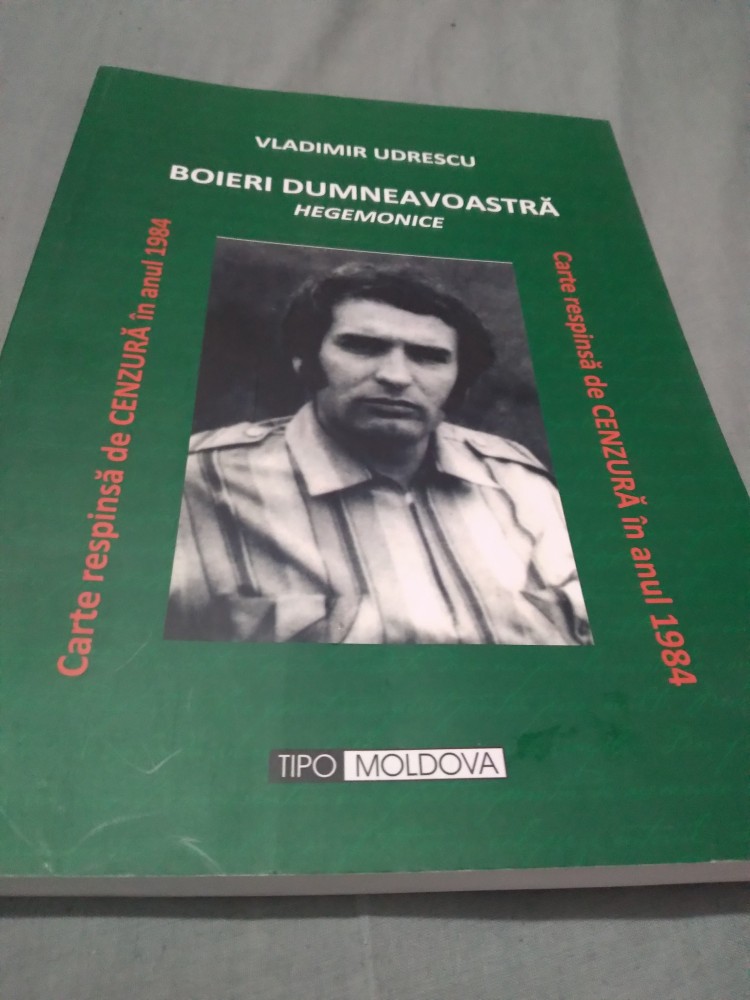 VLADIMIR UDRESCU
BOIERI DUMNEAVOASTRĂ
HEGEMONICE
Carte respinsă de CENZURĂ în anul 1984
Carte respinsă de CENZURĂ în anul 1984
TIPO MOLDOVA